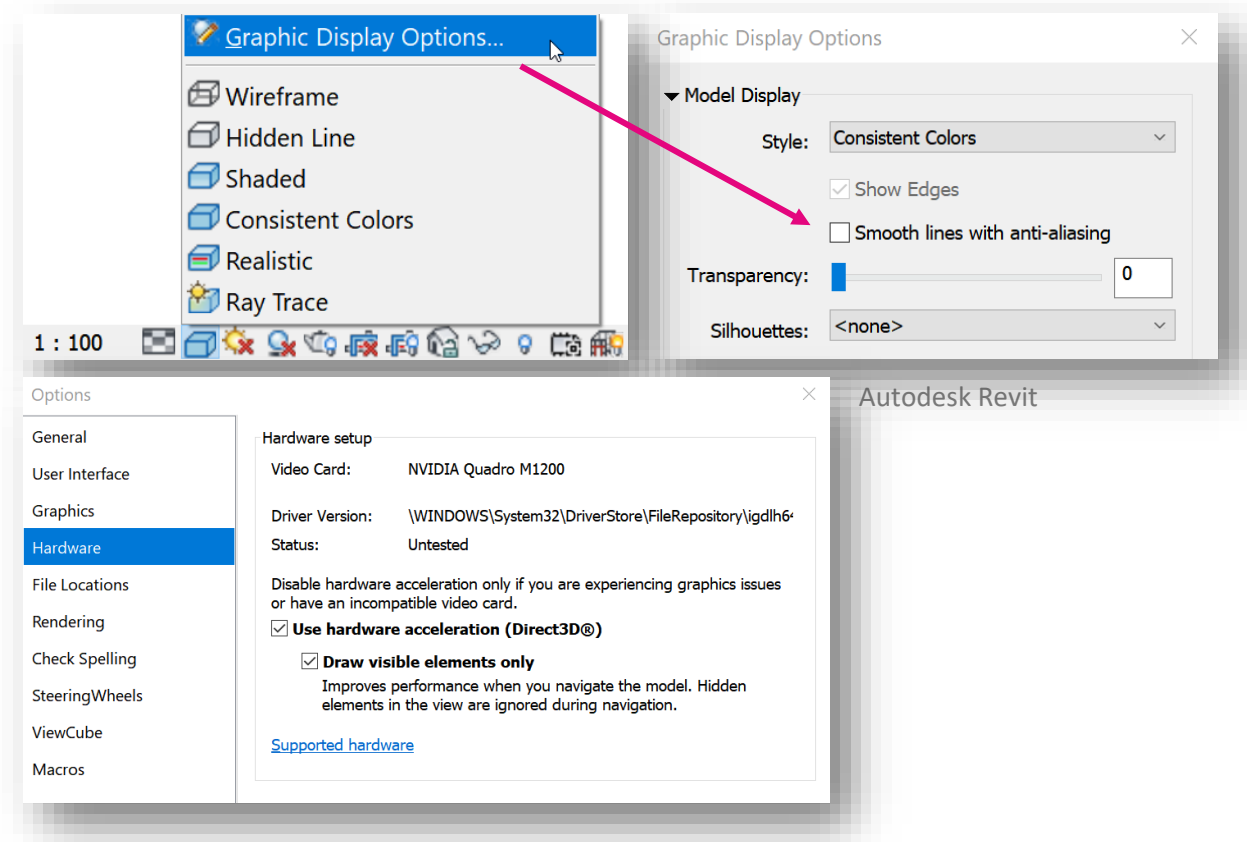 Graphic Display Options...
Wireframe
Hidden Line
Shaded
Consistent Colors
Realistic
Ray Trace
1 : 100
Graphic Display Options
Model Display
Style: Consistent Colors
Show Edges
Smooth lines with anti-aliasing
Transparency: 0
Silhouettes: <none>
Autodesk Revit
Options
General
User Interface
Graphics
Hardware
File Locations
Rendering
Check Spelling
SteeringWheels
ViewCube
Macros
Hardware setup
Video Card: NVIDIA Quadro M1200
Driver Version: \WINDOWS\System32\DriverStore\FileRepository\igdlh64
Status: Untested
Disable hardware acceleration only if you are experiencing graphics issues
or have an incompatible video card.
Use hardware acceleration (Direct3D®)
Draw visible elements only
Improves performance when you navigate the model. Hidden
elements in the view are ignored during navigation.
Supported hardware